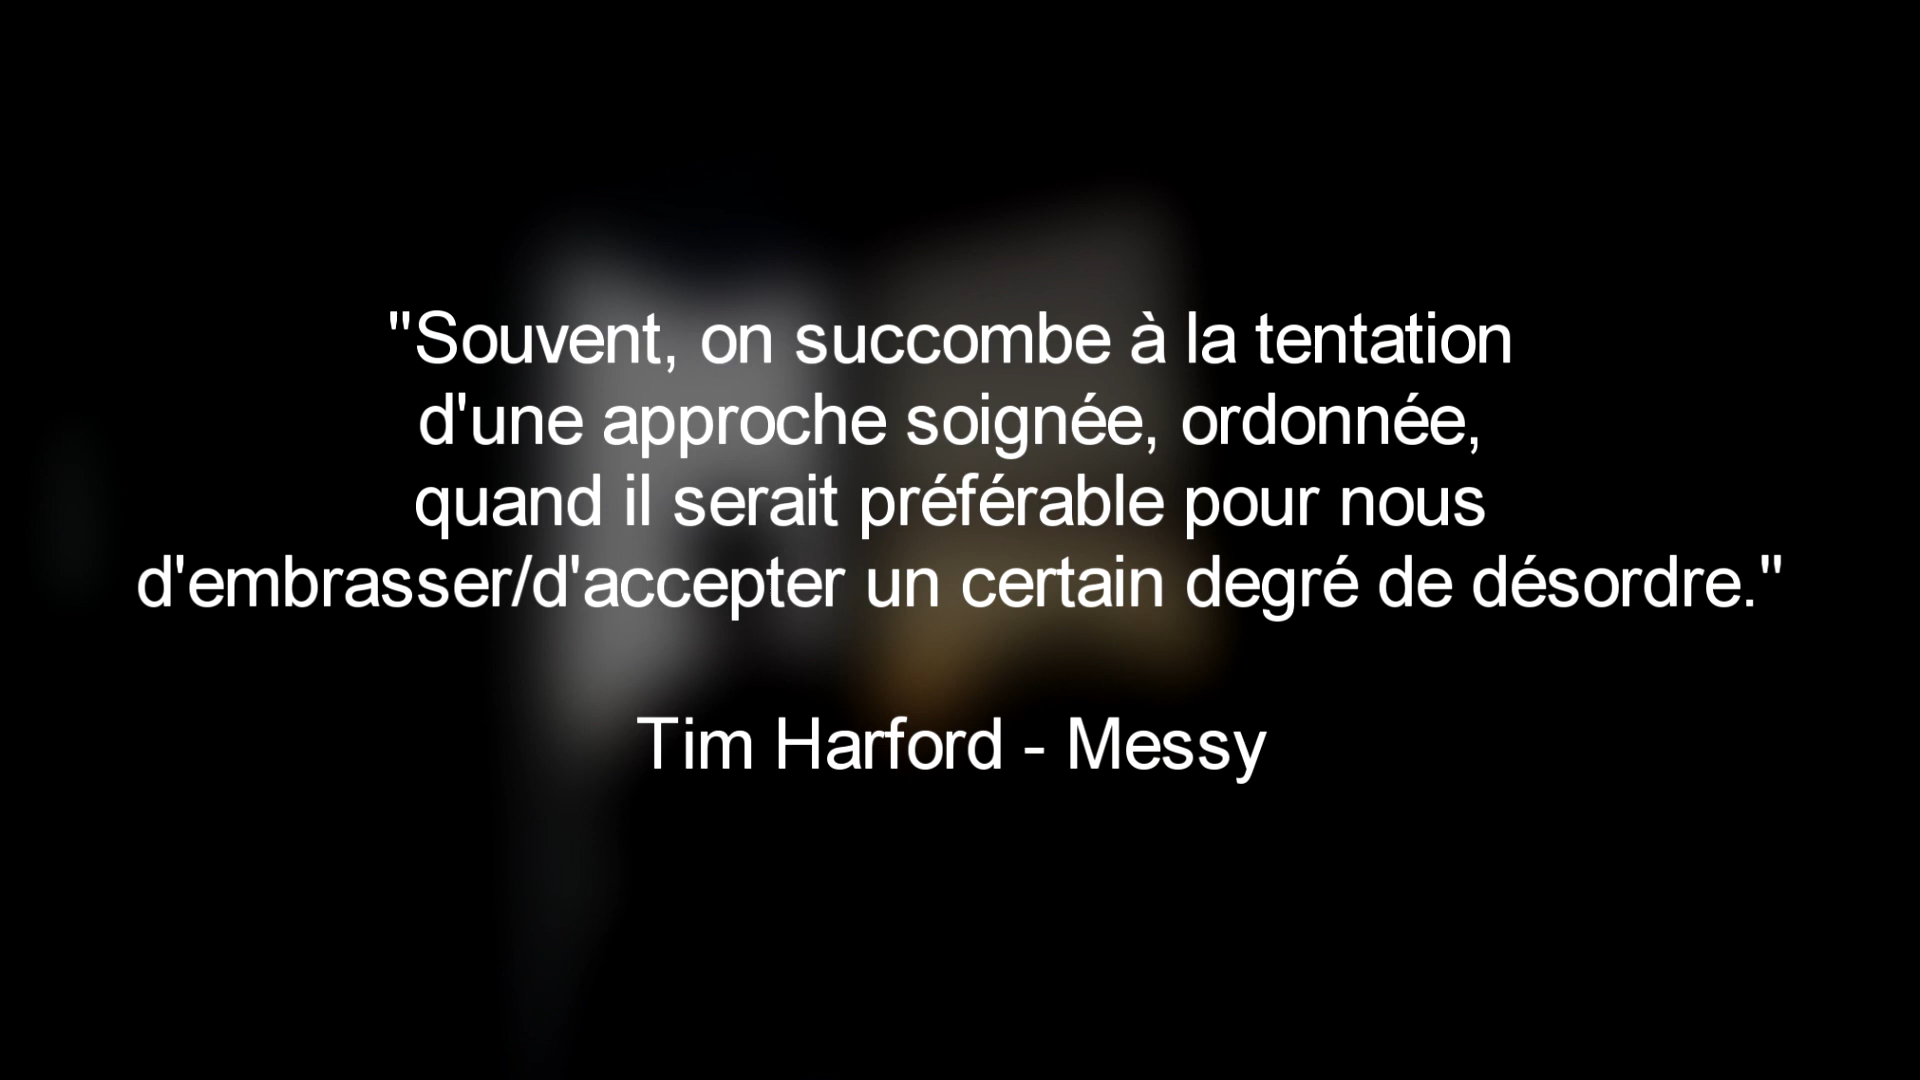 "Souvent, on succombe à la tentation
d'une approche soignée, ordonnée,
quand il serait préférable pour nous
d'embrasser/d'accepter un certain degré de désordre."
Tim Harford - Messy